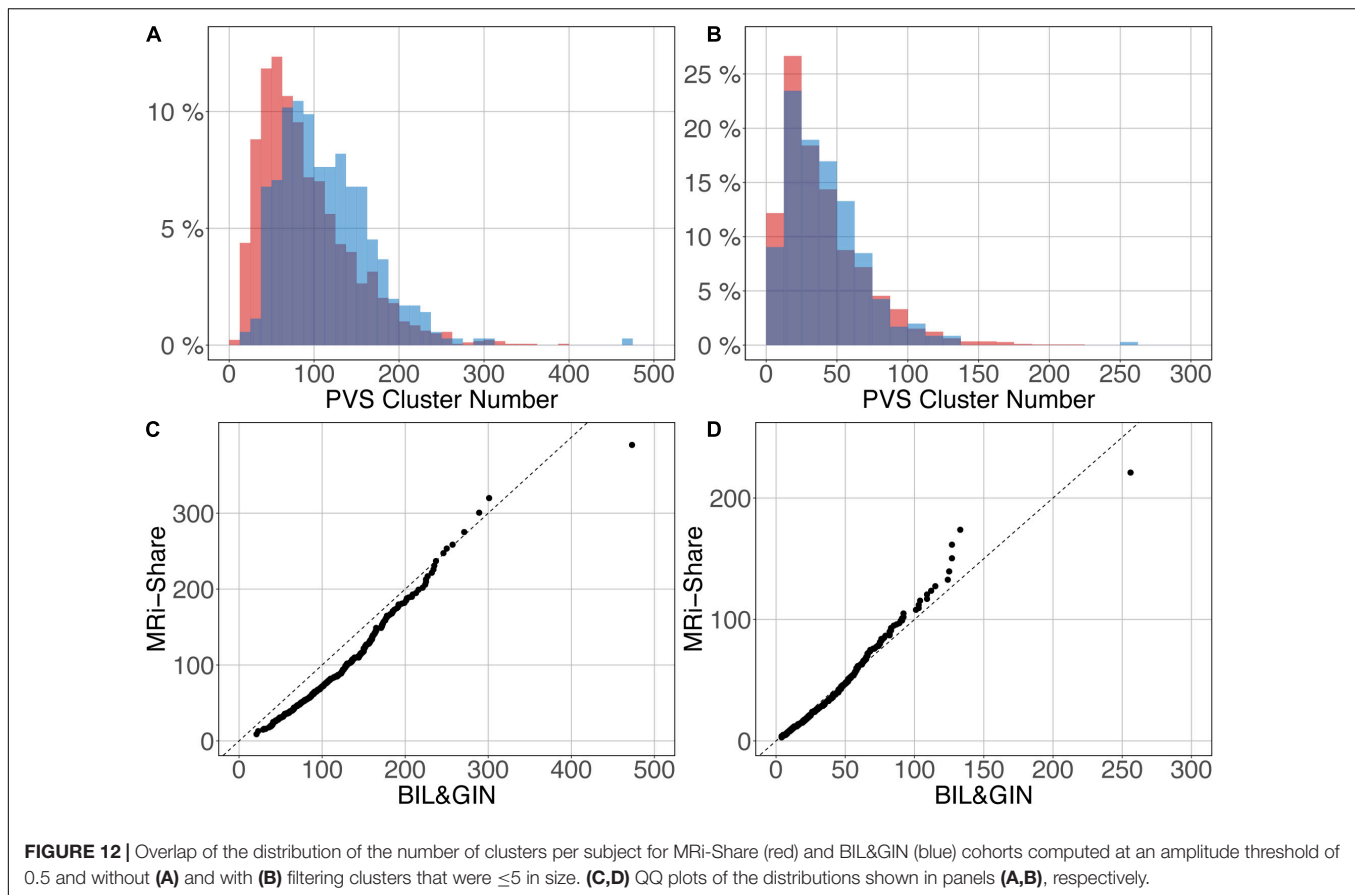 A
10 %
5 %
0 %
0 100 200 300 400 500
PVS Cluster Number
B
25 %
20 %
15 %
10 %
5 %
0 %
0 50 100 150 200 250 300
PVS Cluster Number
C
MRi−Share
300
200
100
0
0 100 200 300 400 500
BIL&GIN
D
MRi−Share
200
100
0
0 50 100 150 200 250 300
BIL&GIN
FIGURE 12 | Overlap of the distribution of the number of clusters per subject for MRi-Share (red) and BIL&GIN (blue) cohorts computed at an amplitude threshold of
0.5 and without (A) and with (B) filtering clusters that were ≤5 in size. (C,D) QQ plots of the distributions shown in panels (A,B), respectively.